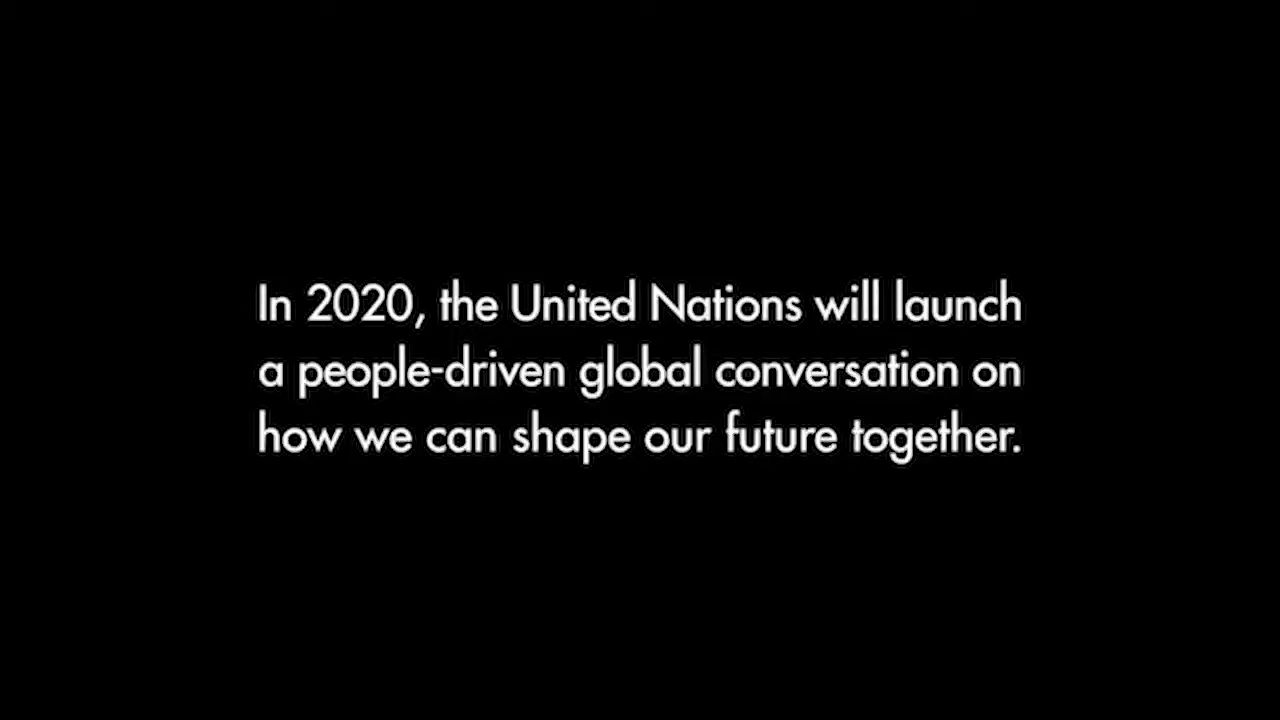 In 2020, the United Nations will launch
a people-driven global conversation on
how we can shape our future together.